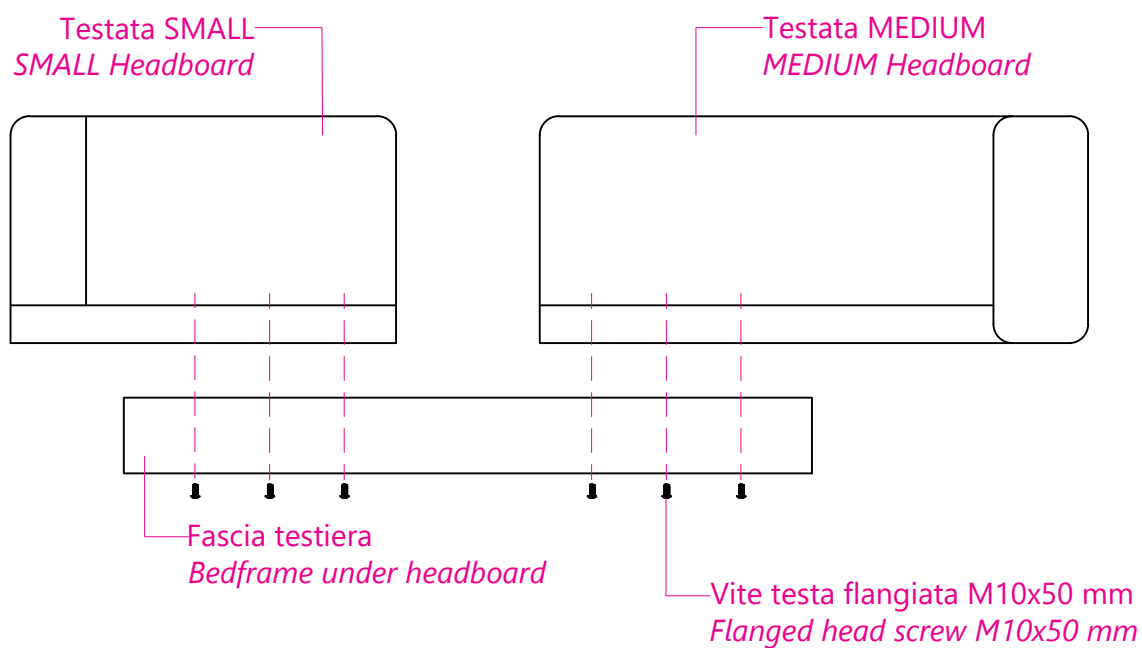 Testata SMALL
SMALL Headboard
Testata MEDIUM
MEDIUM Headboard
Fascia testiera
Bedframe under headboard
Vite testa flangiata M10x50 mm
Flanged head screw M10x50 mm